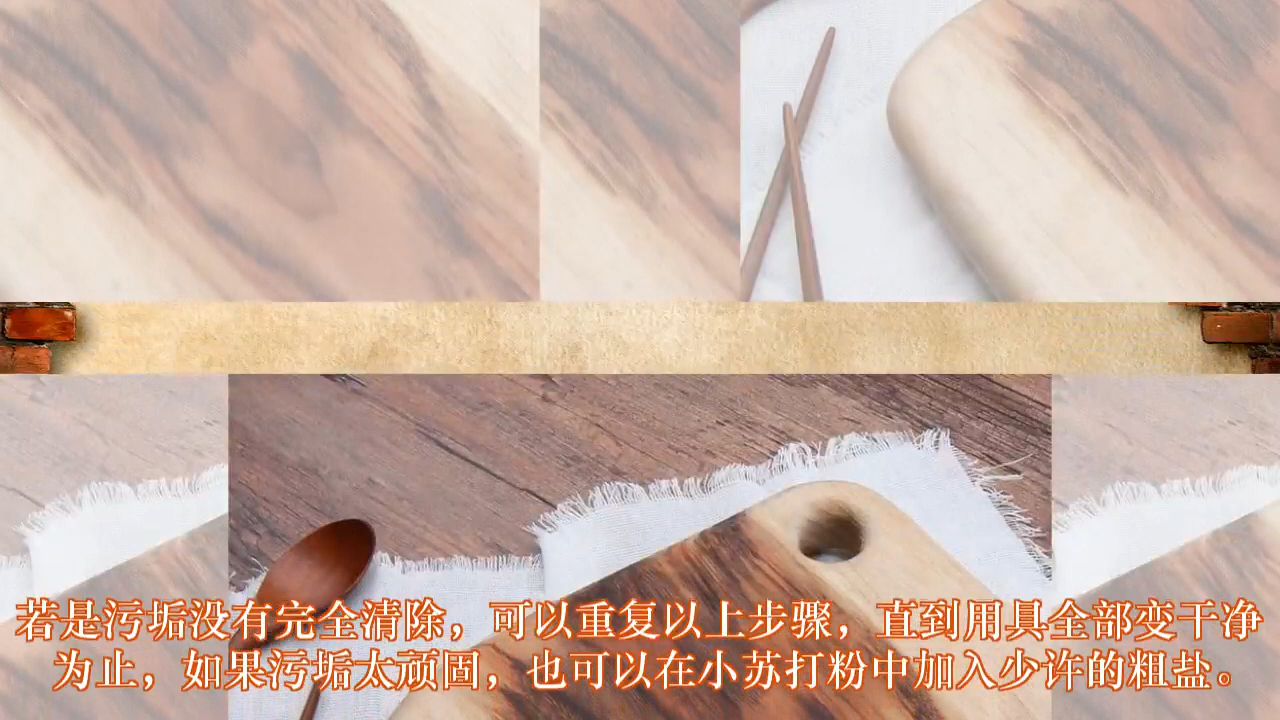 若是污垢没有完全清除，可以重复以上步骤，直到用具全部变干净
为止，如果污垢太顽固，也可以在小苏打粉中加入少许的粗盐。